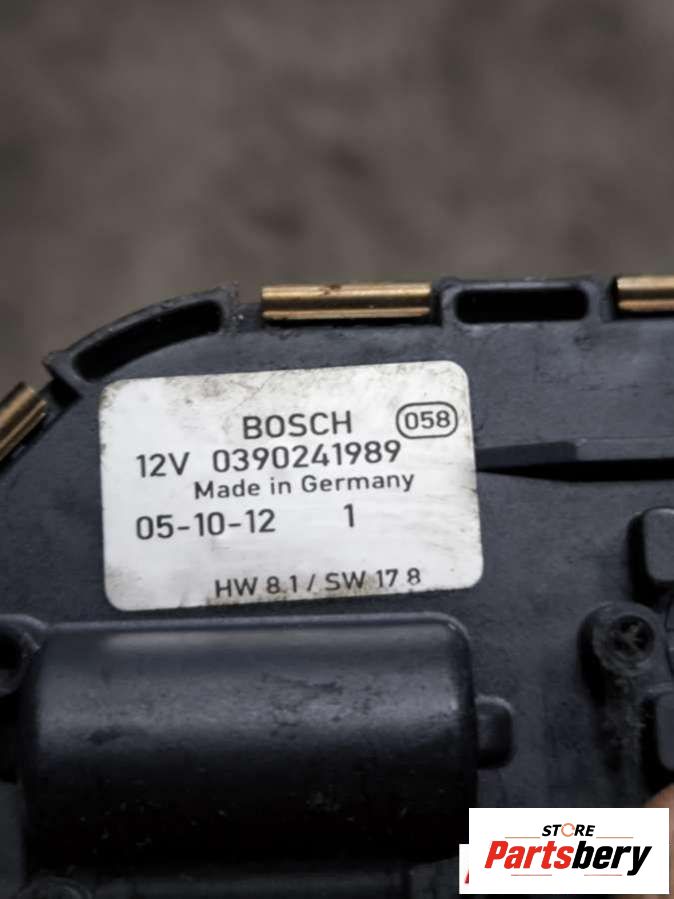 BOSCH 058
12V 0390241989
Made in Germany
05-10-12 1
HW 8.1 / SW 17 8
STORE
Partsbery